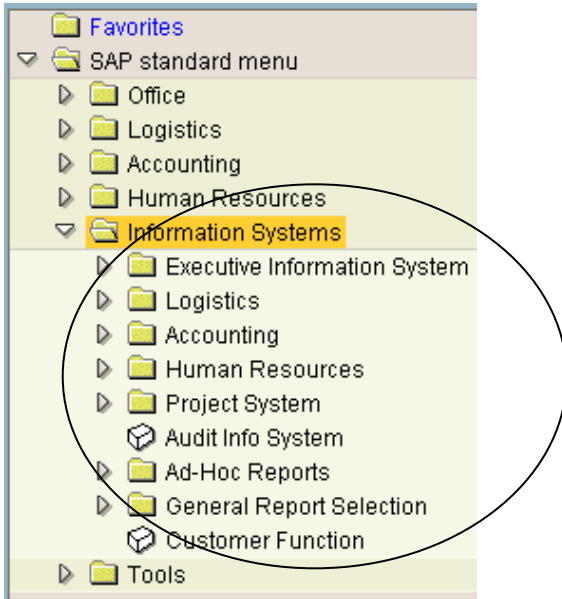 Favorites
SAP standard menu
Office
Logistics
Accounting
Human Resources
Information Systems
Executive Information System
Logistics
Accounting
Human Resources
Project System
Audit Info System
Ad-Hoc Reports
General Report Selection
Customer Function
Tools